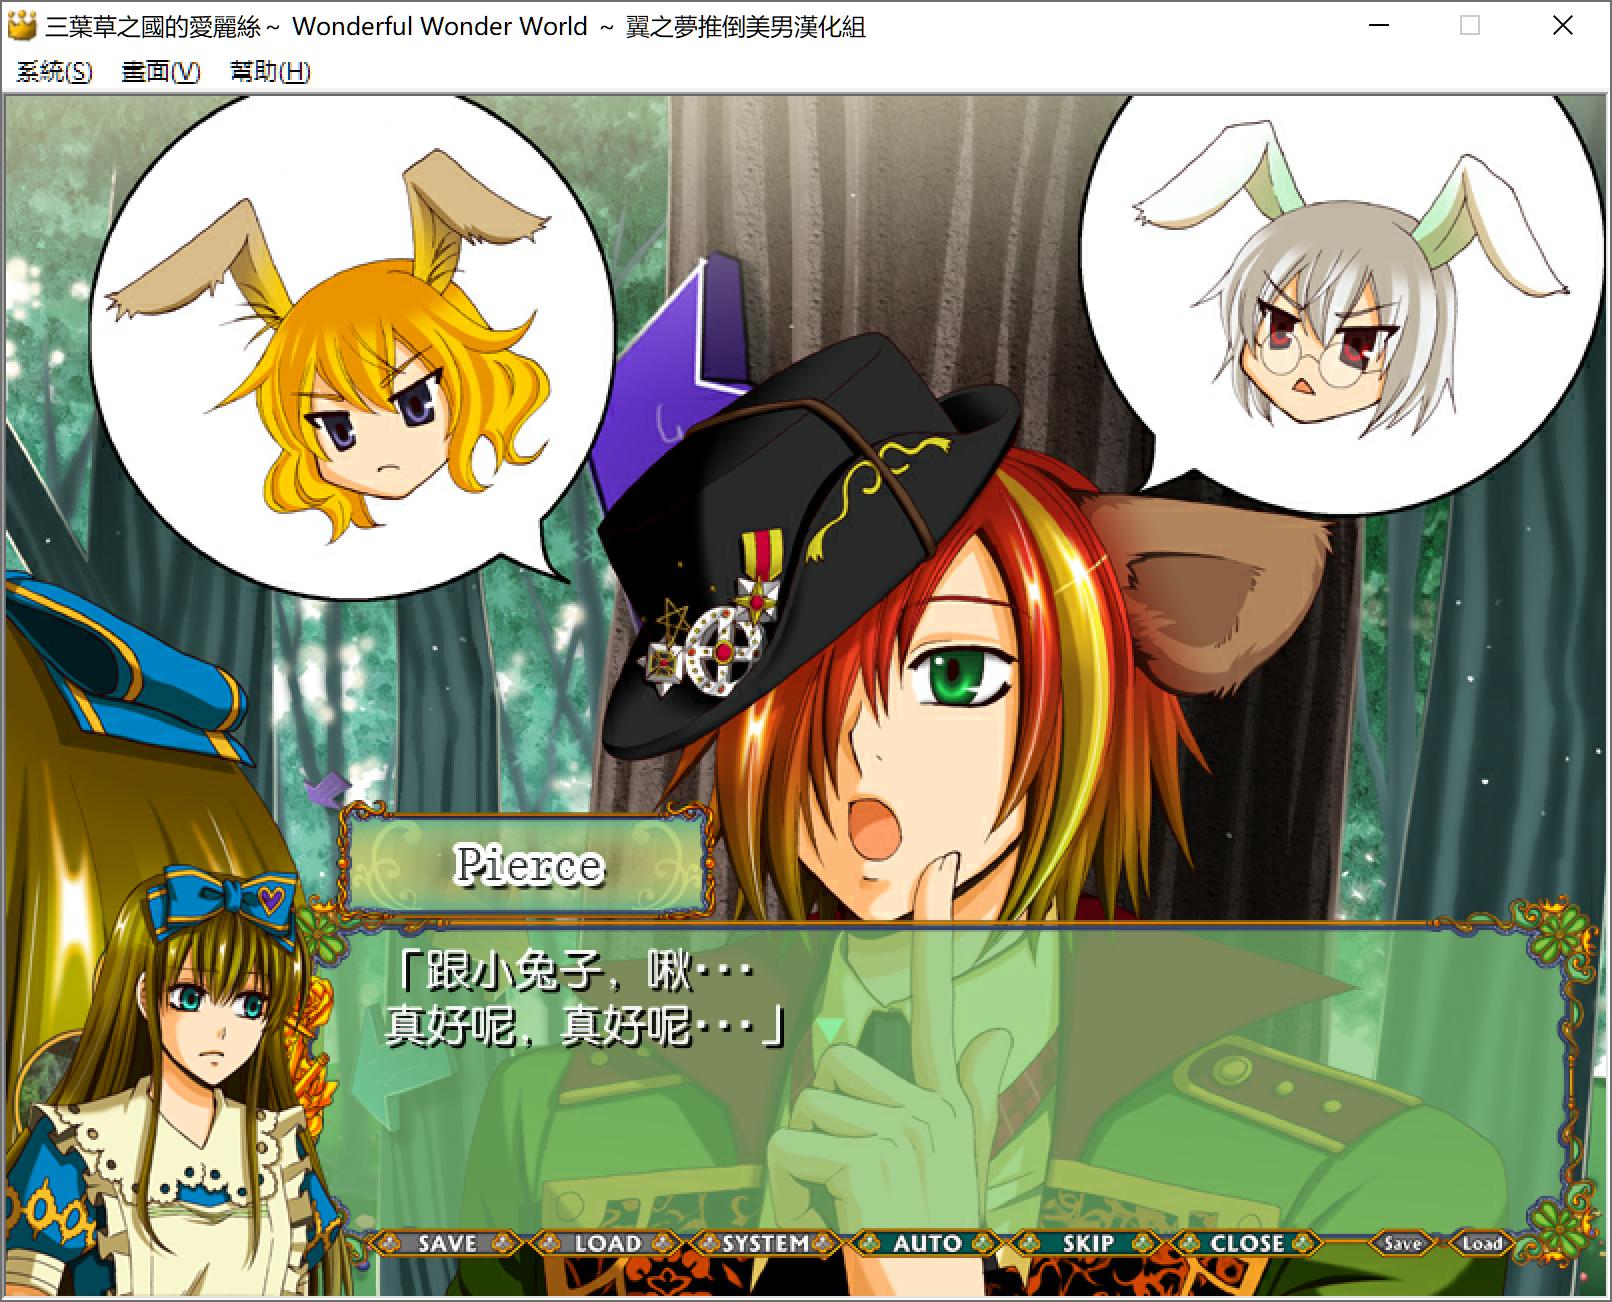 三葉草之國的愛麗絲～ Wonderful Wonder World ～ 翼之夢推倒美男漢化組
系統(S) 畫面(V) 幫助(H)
Pierce
「跟小兔子，啾···
真好呢，真好呢···」
SAVE LOAD SYSTEM AUTO SKIP CLOSE Save Load